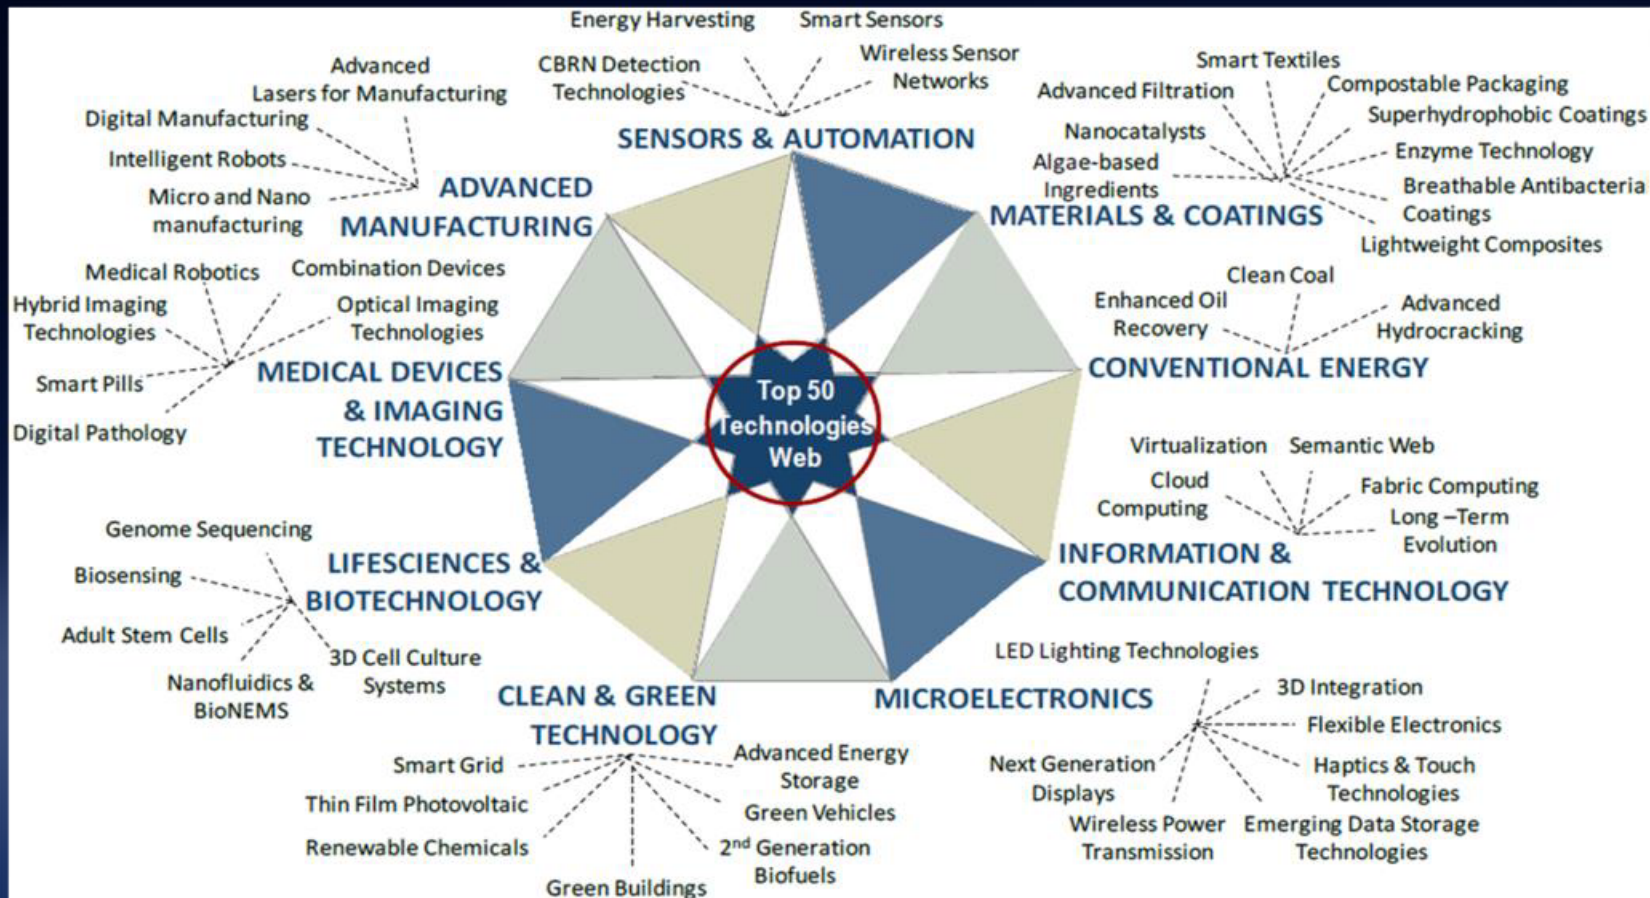 Energy Harvesting
Smart Sensors
CBRN Detection
Technologies
Wireless Sensor
Networks
SENSORS & AUTOMATION
Smart Textiles
Advanced Filtration
Compostable Packaging
Superhydrophobic Coatings
Nanocatalysts
Enzyme Technology
Algae-based
Ingredients
Breathable Antibacteria
Coatings
Lightweight Composites
MATERIALS & COATINGS
Clean Coal
Enhanced Oil
Recovery
Advanced
Hydrocracking
CONVENTIONAL ENERGY
Virtualization
Semantic Web
Cloud
Computing
Fabric Computing
Long –Term
Evolution
INFORMATION &
COMMUNICATION TECHNOLOGY
MICROELECTRONICS
LED Lighting Technologies
3D Integration
Flexible Electronics
Next Generation
Displays
Haptics & Touch
Technologies
Wireless Power
Transmission
Emerging Data Storage
Technologies
CLEAN & GREEN
TECHNOLOGY
Smart Grid
Advanced Energy
Storage
Thin Film Photovoltaic
Green Vehicles
Renewable Chemicals
2nd Generation
Biofuels
Green Buildings
LIFESCIENCES &
BIOTECHNOLOGY
Genome Sequencing
Biosensing
Adult Stem Cells
3D Cell Culture
Systems
Nanofluidics &
BioNEMS
MEDICAL DEVICES
& IMAGING
TECHNOLOGY
Medical Robotics
Combination Devices
Hybrid Imaging
Technologies
Optical Imaging
Technologies
Smart Pills
Digital Pathology
ADVANCED
MANUFACTURING
Advanced
Lasers for Manufacturing
Digital Manufacturing
Intelligent Robots
Micro and Nano
manufacturing
Top 50
Technologies
Web